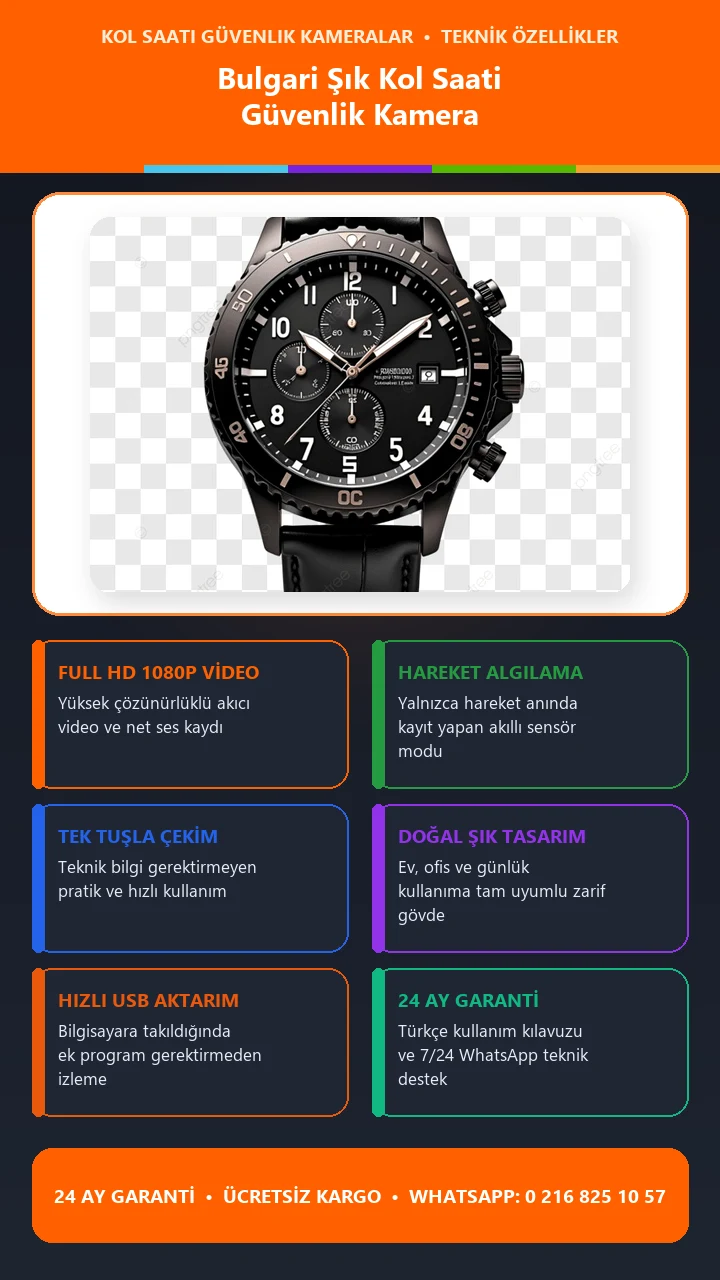 KOL SAATI GÜVENLIK KAMERALAR • TEKNİK ÖZELLİKLER
Bulgari Şık Kol Saati
Güvenlik Kamera
50
12
11
1
10
2
45
8
4
40
7
5
FULL HD 1080P VİDEO
Yüksek çözünürlüklü akıcı
video ve net ses kaydı
HAREKET ALGILAMA
Yalnızca hareket anında
kayıt yapan akıllı sensör
modu
TEK TUŞLA ÇEKİM
Teknik bilgi gerektirmeyen
pratik ve hızlı kullanım
DOĞAL ŞIK TASARIM
Ev, ofis ve günlük
kullanıma tam uyumlu zarif
gövde
HIZLI USB AKTARIM
Bilgisayara takıldığında
ek program gerektirmeden
izleme
24 AY GARANTİ
Türkçe kullanım kılavuzu
ve 7/24 WhatsApp teknik
destek
24 AY GARANTİ • ÜCRETSİZ KARGO • WHATSAPP: 0 216 825 10 57